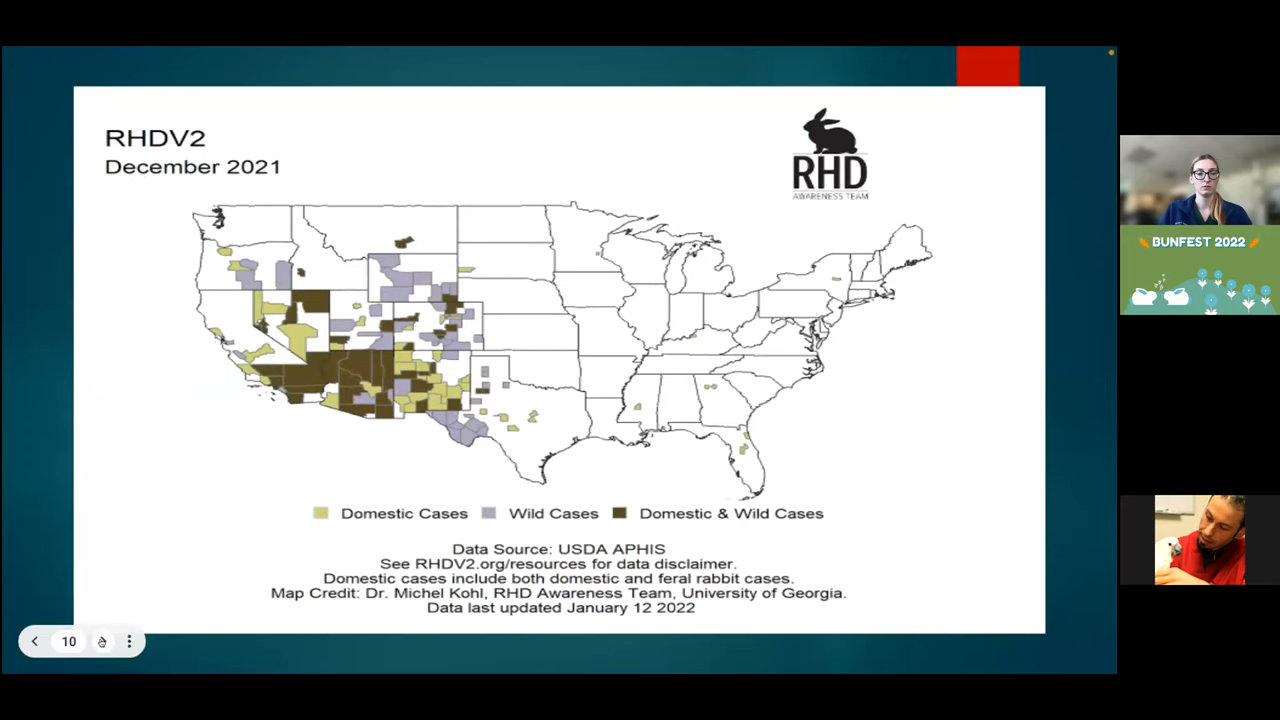 RHDV2
December 2021
RHD
AWARENESS TEAM
🥕 BUNFEST 2022 🥕
Domestic Cases
Wild Cases
Domestic & Wild Cases
Data Source: USDA APHIS
See RHDV2.org/resources for data disclaimer.
Domestic cases include both domestic and feral rabbit cases.
Map Credit: Dr. Michel Kohl, RHD Awareness Team, University of Georgia.
Data last updated January 12 2022
10